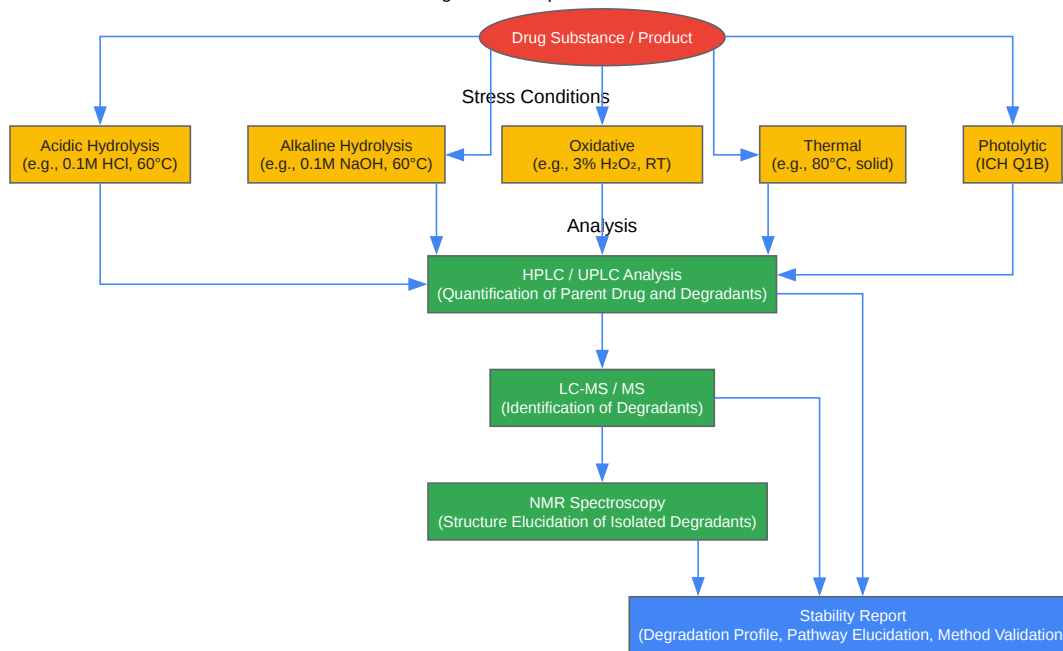 Drug Substance / Product
Stress Conditions
Acidic Hydrolysis
(e.g., 0.1M HCl, 60°C)
Alkaline Hydrolysis
(e.g., 0.1M NaOH, 60°C)
Oxidative
(e.g., 3% H₂O₂, RT)
Thermal
(e.g., 80°C, solid)
Photolytic
(ICH Q1B)
Analysis
HPLC / UPLC Analysis
(Quantification of Parent Drug and Degradants)
LC-MS / MS
(Identification of Degradants)
NMR Spectroscopy
(Structure Elucidation of Isolated Degradants)
Stability Report
(Degradation Profile, Pathway Elucidation, Method Validation